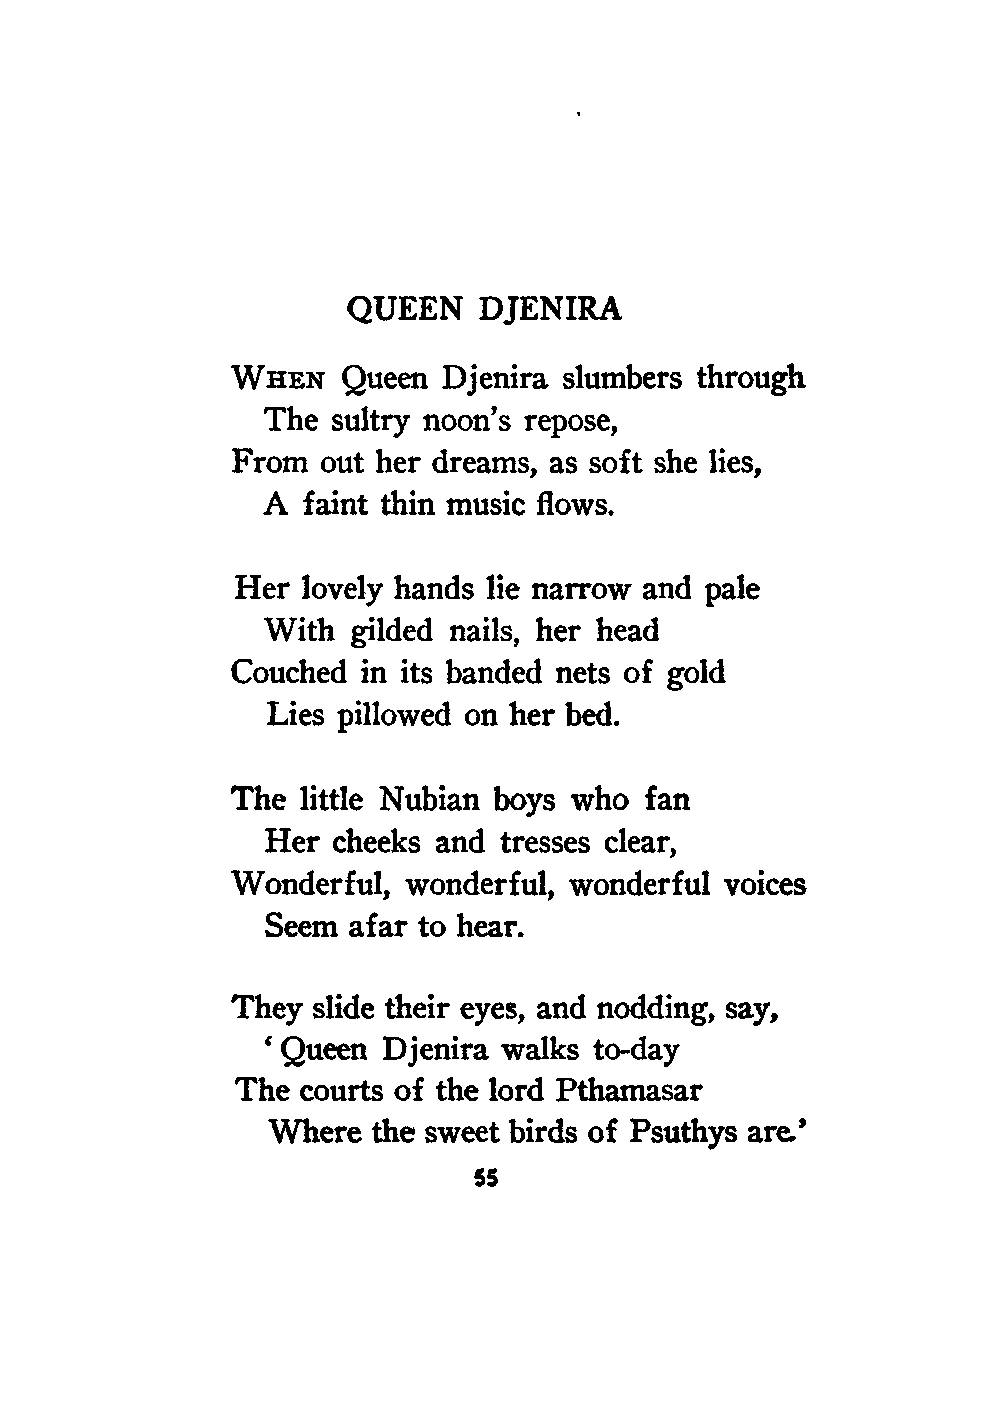 QUEEN DJENIRA
WHEN Queen Djenira slumbers through
The sultry noon's repose,
From out her dreams, as soft she lies,
A faint thin music flows.
Her lovely hands lie narrow and pale
With gilded nails, her head
Couched in its banded nets of gold
Lies pillowed on her bed.
The little Nubian boys who fan
Her cheeks and tresses clear,
Wonderful, wonderful, wonderful voices
Seem afar to hear.
They slide their eyes, and nodding, say,
‘Queen Djenira walks to-day
The courts of the lord Pthamasar
Where the sweet birds of Psuthys are.’
55